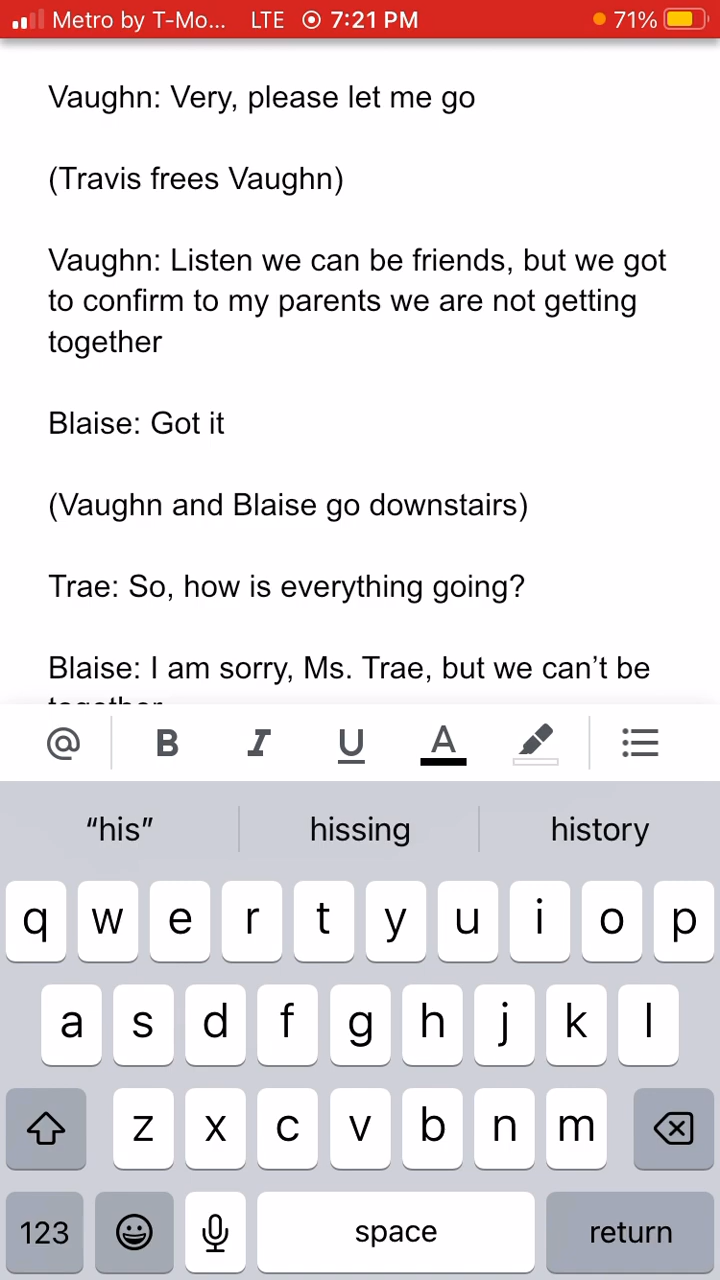 Metro by T-Mo... LTE 7:21 PM 71%
Vaughn: Very, please let me go
(Travis frees Vaughn)
Vaughn: Listen we can be friends, but we got
to confirm to my parents we are not getting
together
Blaise: Got it
(Vaughn and Blaise go downstairs)
Trae: So, how is everything going?
Blaise: I am sorry, Ms. Trae, but we can’t be
together
@ B I U A
“his” hissing history
q w e r t y u i o p
a s d f g h j k l
z x c v b n m
123 space return